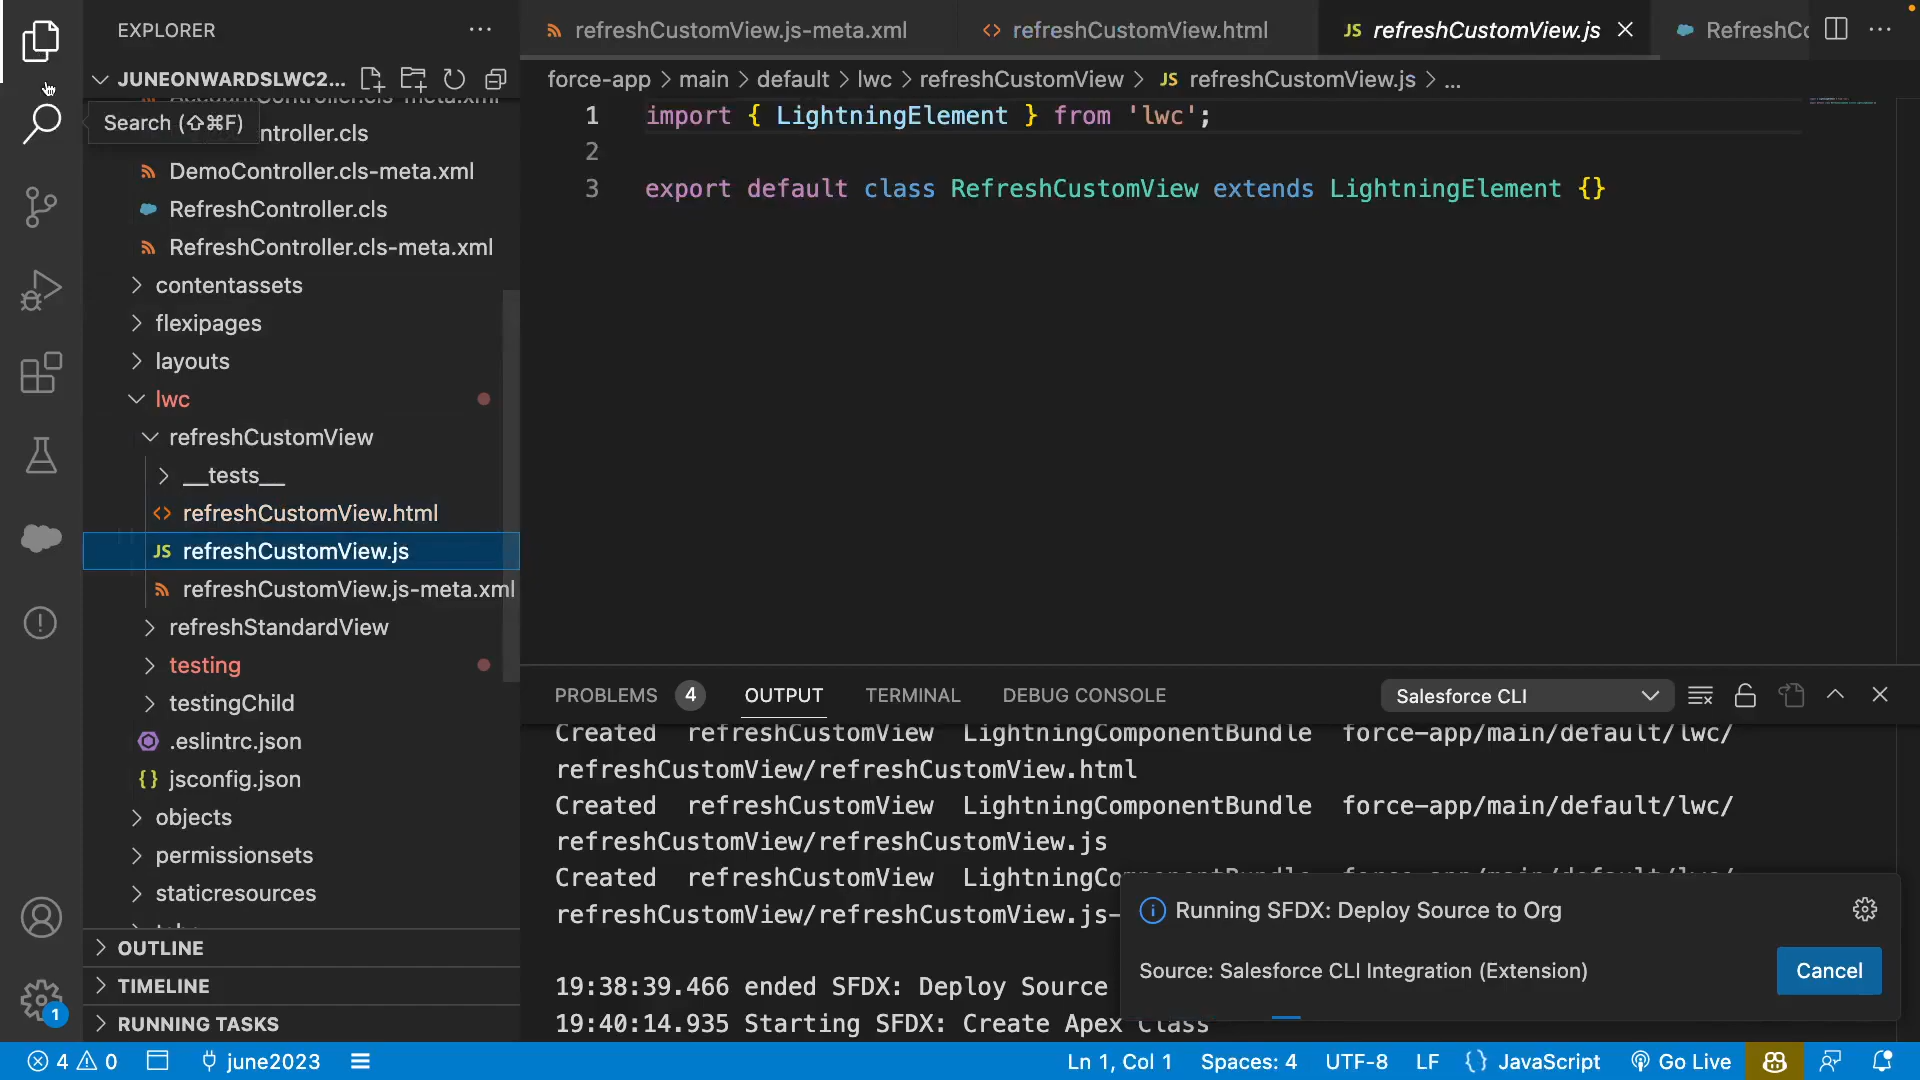 EXPLORER
JUNEONWARDSLWC2...
Search (⇧⌘F)
ntroller.cls
DemoController.cls-meta.xml
RefreshController.cls
RefreshController.cls-meta.xml
contentassets
flexipages
layouts
lwc
refreshCustomView
__tests__
refreshCustomView.html
JS refreshCustomView.js
refreshCustomView.js-meta.xml
refreshStandardView
testing
testingChild
.eslintrc.json
{} jsconfig.json
objects
permissionsets
staticresources
OUTLINE
TIMELINE
RUNNING TASKS
refreshCustomView.js-meta.xml
refreshCustomView.html
JS refreshCustomView.js
RefreshCo
force-app > main > default > lwc > refreshCustomView > JS refreshCustomView.js > ...
1 import { LightningElement } from 'lwc';
2
3 export default class RefreshCustomView extends LightningElement {}
PROBLEMS 4 OUTPUT TERMINAL DEBUG CONSOLE Salesforce CLI
Created refreshCustomView LightningComponentBundle force-app/main/default/lwc/
refreshCustomView/refreshCustomView.html
Created refreshCustomView LightningComponentBundle force-app/main/default/lwc/
refreshCustomView/refreshCustomView.js
Created refreshCustomView LightningCo
refreshCustomView/refreshCustomView.js-
19:38:39.466 ended SFDX: Deploy Source
19:40:14.935 Starting SFDX: Create Apex Class
Running SFDX: Deploy Source to Org
Source: Salesforce CLI Integration (Extension)
Cancel
1
4 0 june2023
Ln 1, Col 1 Spaces: 4 UTF-8 LF {} JavaScript Go Live